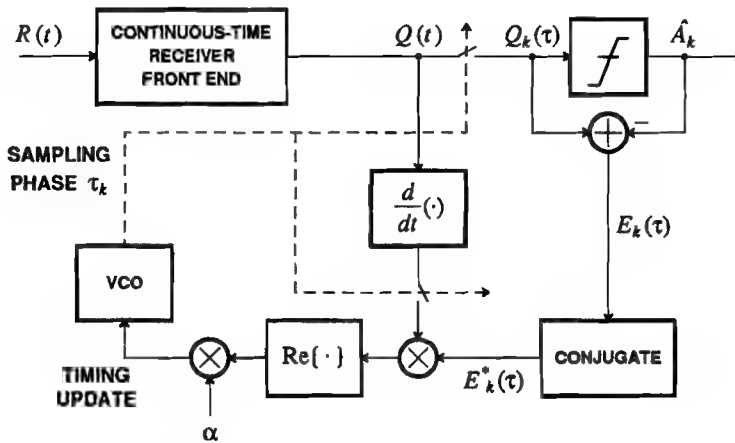 R(t)
CONTINUOUS-TIME
RECEIVER
FRONT END
Q(t)
Q_k(τ)
Â_k
SAMPLING
PHASE τ_k
d/dt(·)
E_k(τ)
VCO
TIMING
UPDATE
α
Re{ · }
E*_k(τ)
CONJUGATE